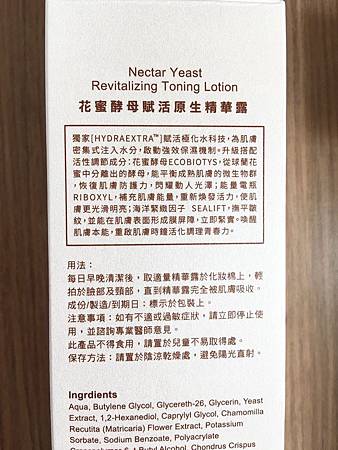 Nectar Yeast
Revitalizing Toning Lotion
花蜜酵母賦活原生精華露
獨家[HYDRAEXTRA™]賦活極化水科技，為肌膚
密集式注入水分，啟動強效保濕機制。升級搭配
活性調節成分：花蜜酵母ECOBIOTYS，從球蘭花
蜜中分離出的酵母，能平衡成熟肌膚的微生物群
，恢復肌膚防護力，閃耀動人光澤；能量電瓶
RIBOXYL，補充肌膚能量，重新煥發活力，使肌
膚更光滑明亮；海洋緊緻因子 SEALIFT，撫平皺
紋，並能在肌膚表面形成膜屏障，立即緊實。喚醒
肌膚本能，重啟肌膚時鐘活化調理青春力。
用法：
每日早晚清潔後，取適量精華露於化妝棉上，輕
拍於臉部及頸部，直到精華露完全被肌膚吸收。
成份/製造/到期日：標示於包裝上。
注意事項：如有不適或過敏症狀，請立即停止使
用，並諮詢專業醫師意見。
此產品不得食用，請置於兒童不易取得處。
保存方法：請置於陰涼乾燥處，避免陽光直射。
Ingrdients
Aqua, Butylene Glycol, Glycereth-26, Glycerin, Yeast
Extract, 1,2-Hexanediol, Caprylyl Glycol, Chamomilla
Recutita (Matricaria) Flower Extract, Potassium
Sorbate, Sodium Benzoate, Polyacrylate
Crosspolymer-6, t-Butyl Alcohol, Chondrus Crispus